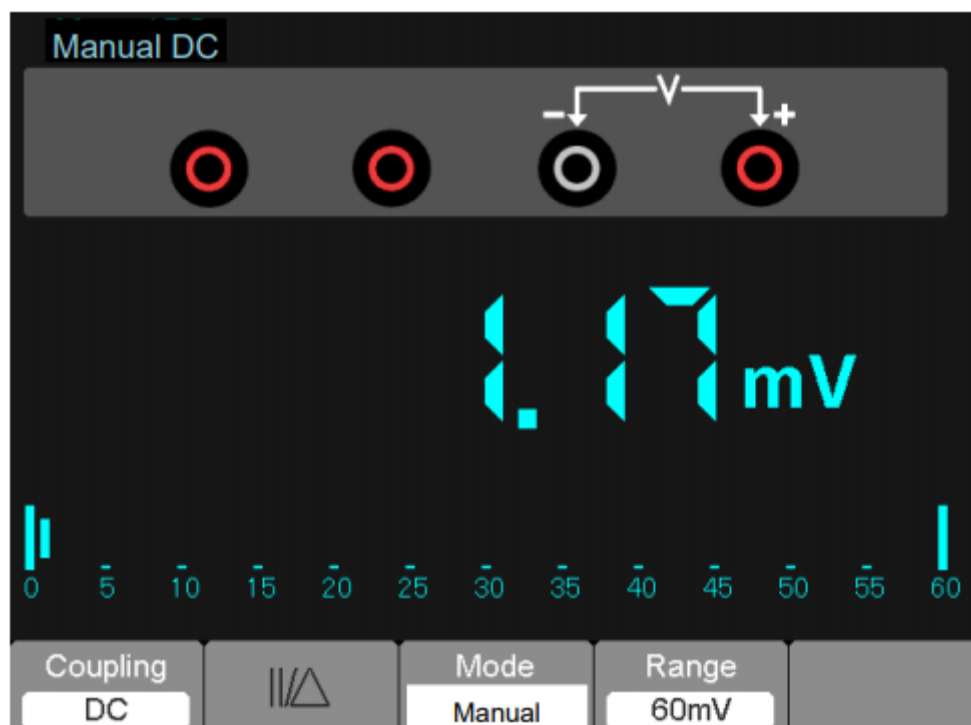 Manual DC
V
- +
1.17 mV
0 5 10 15 20 25 30 35 40 45 50 55 60
Coupling ||/△ Mode Range
DC Manual 60mV